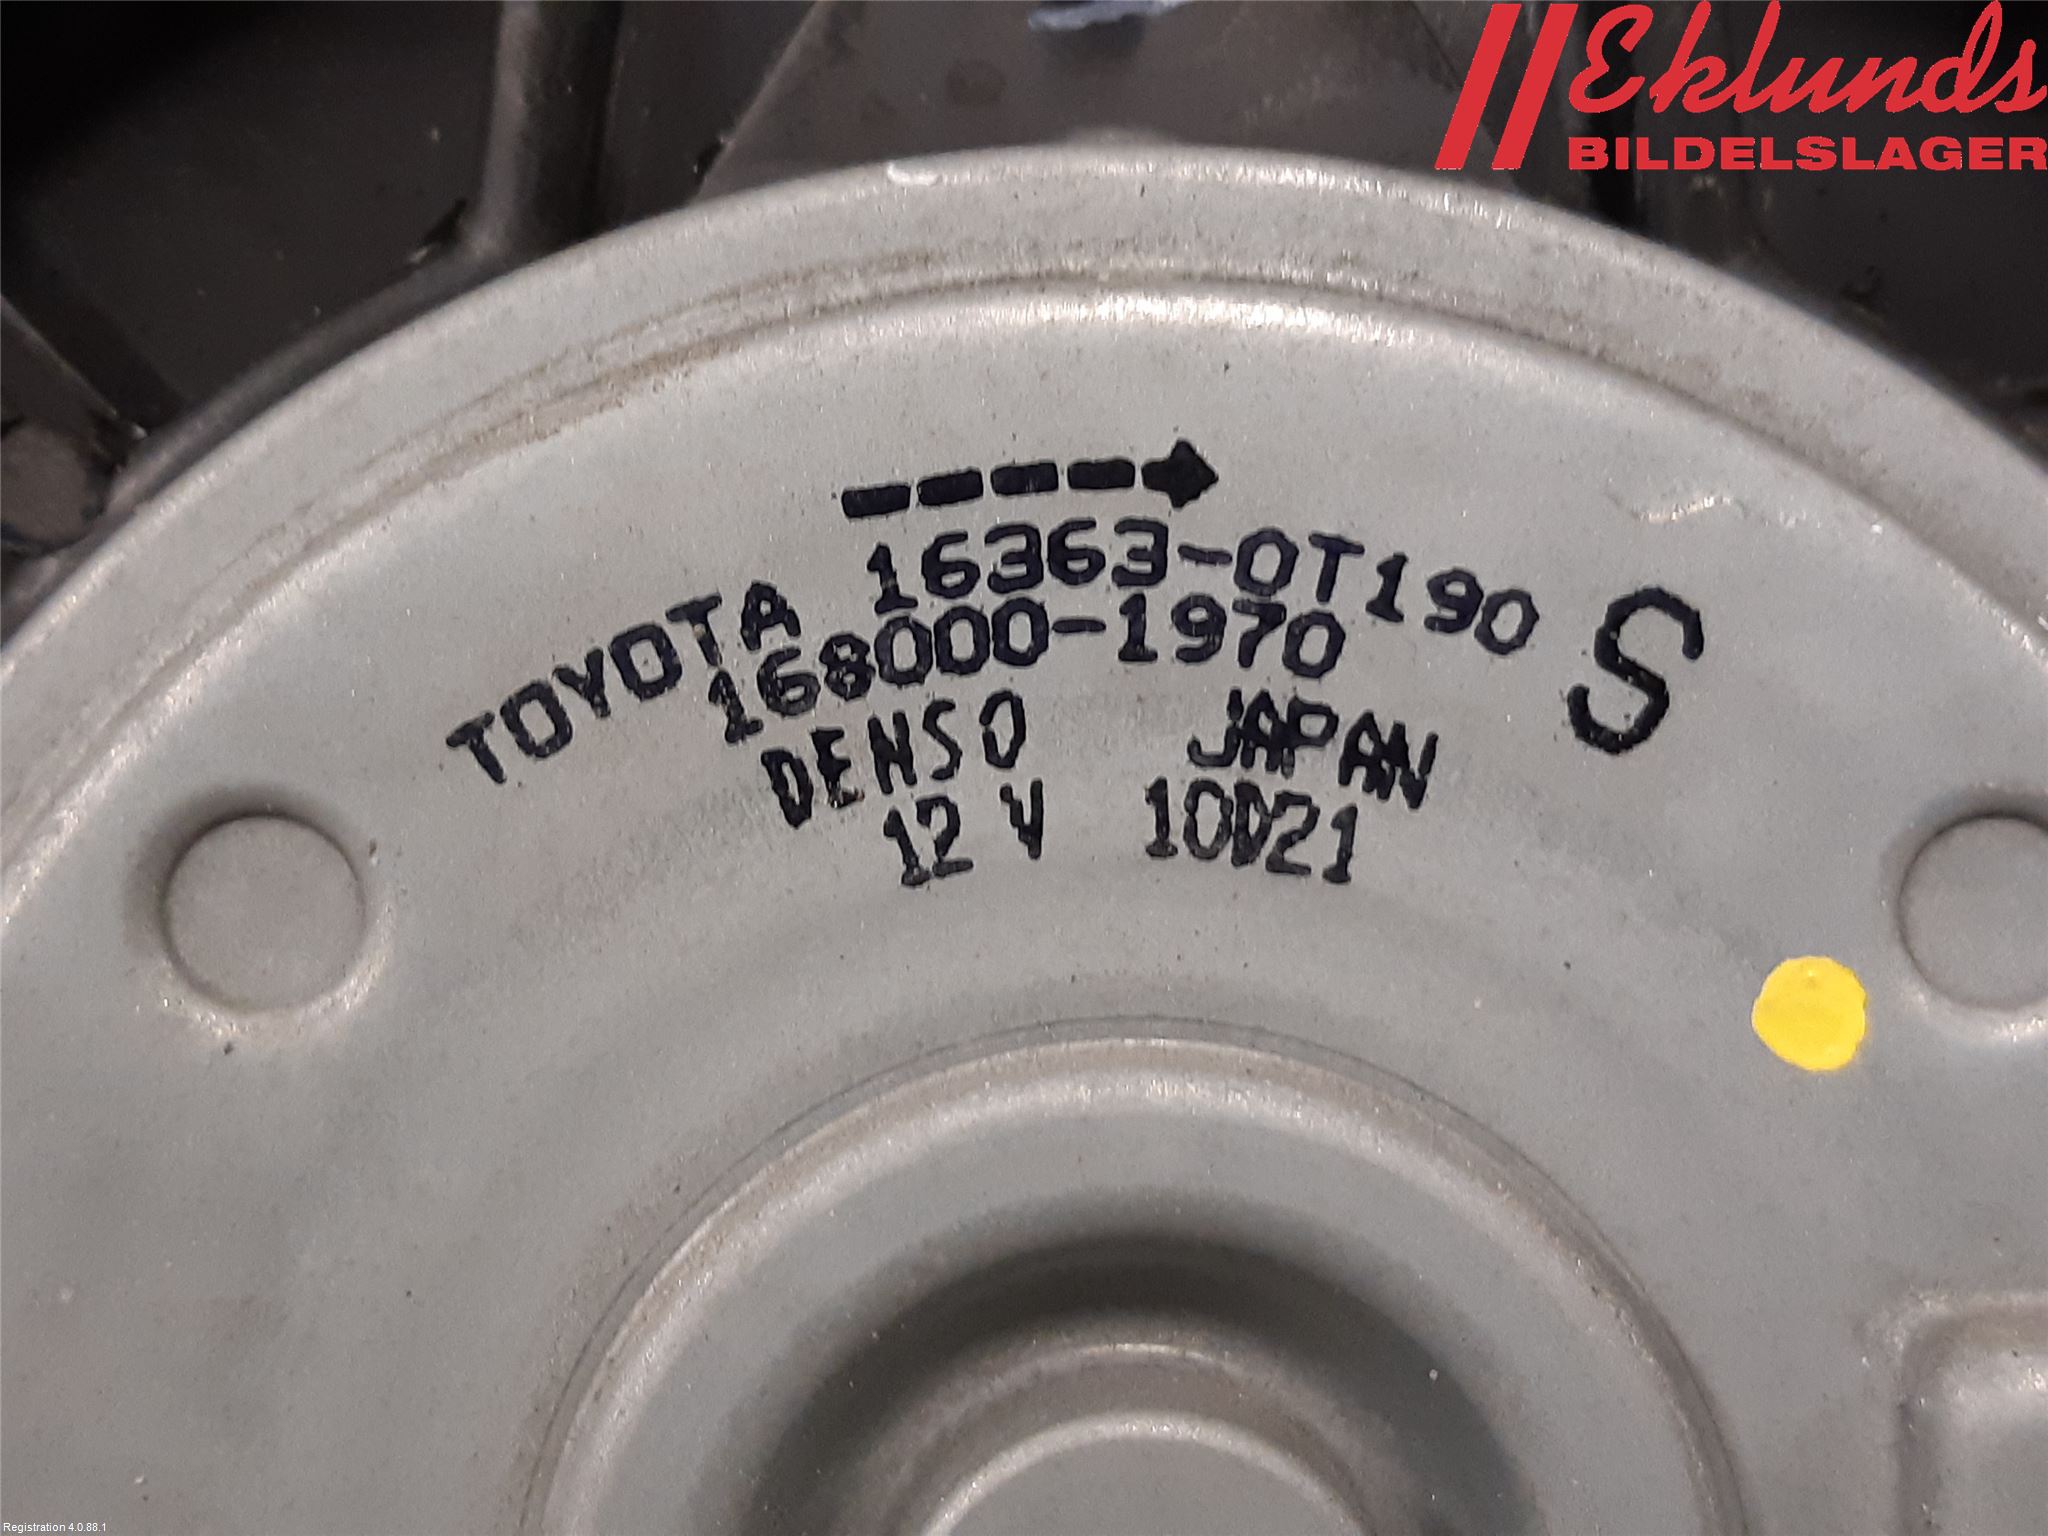 Eklunds
BILDELSLAGER
TOYOTA 16363-0T190 S
168000-1970
DENSO JAPAN
12 V 10D21
Registration 4.0.88.1